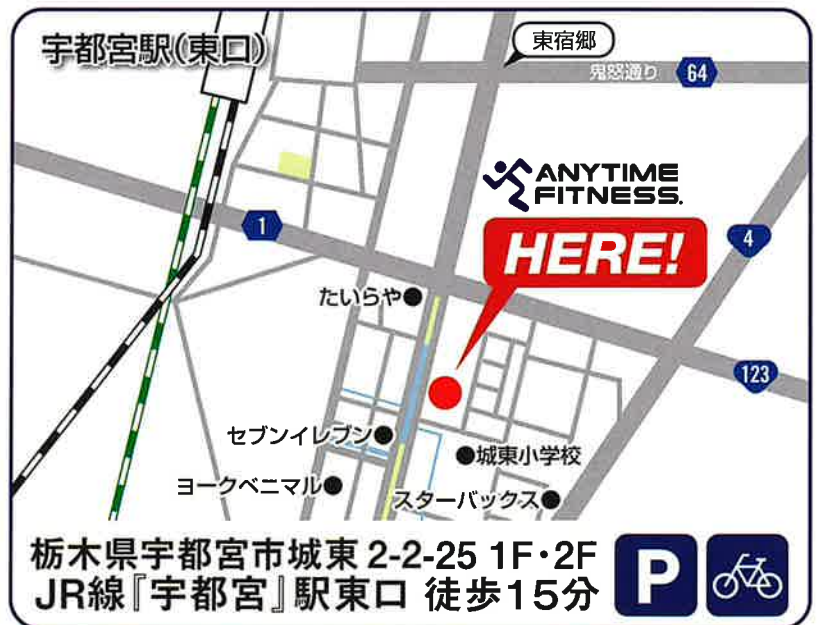 宇都宮駅(東口)
東宿郷
鬼怒通り
64
ANYTIME
FITNESS.
1
4
HERE!
たいらや
123
セブンイレブン
城東小学校
ヨークベニマル
スターバックス
栃木県宇都宮市城東2-2-25 1F・2F
JR線『宇都宮』駅東口 徒歩15分
P